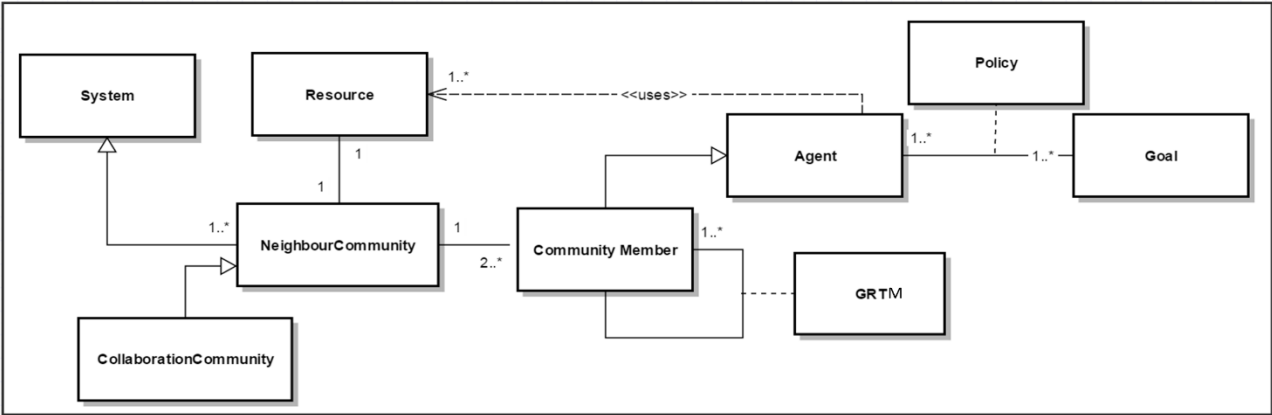 Policy
1..*
System
Resource
<<uses>>
1..*
Agent
1..*
Goal
1
1
1..*
NeighbourCommunity
1
2..*
Community Member
1..*
GRTM
CollaborationCommunity